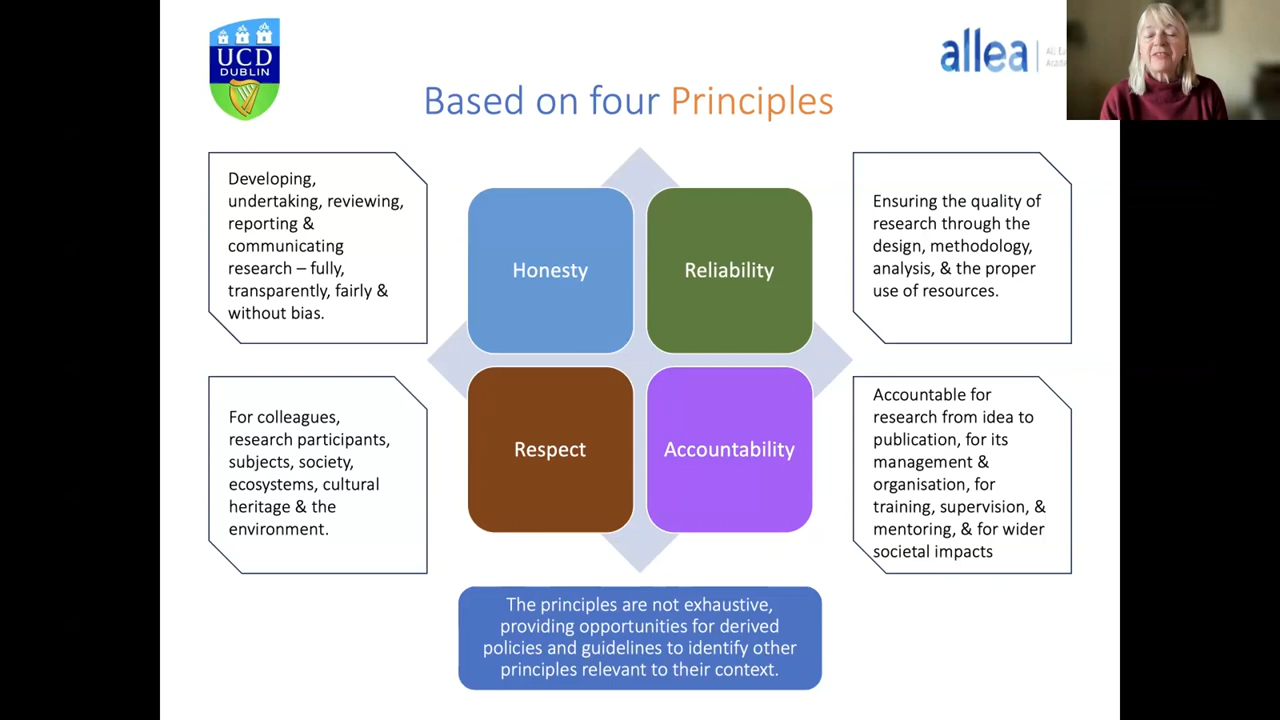 UCD
DUBLIN
allea
Based on four Principles
Developing,
undertaking, reviewing,
reporting &
communicating
research – fully,
transparently, fairly &
without bias.
Honesty
Reliability
Ensuring the quality of
research through the
design, methodology,
analysis, & the proper
use of resources.
For colleagues,
research participants,
subjects, society,
ecosystems, cultural
heritage & the
environment.
Respect
Accountability
Accountable for
research from idea to
publication, for its
management &
organisation, for
training, supervision, &
mentoring, & for wider
societal impacts
The principles are not exhaustive,
providing opportunities for derived
policies and guidelines to identify other
principles relevant to their context.